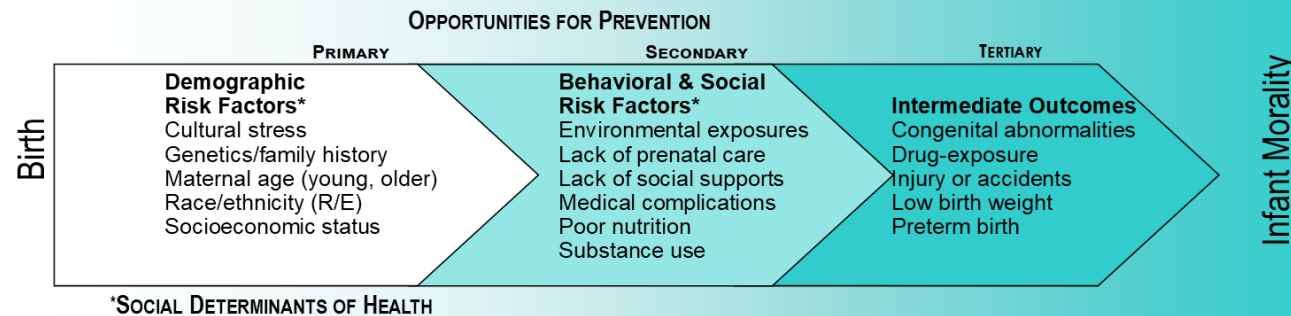 OPPORTUNITIES FOR PREVENTION
PRIMARY
SECONDARY
TERTIARY
Birth
Demographic
Risk Factors*
Cultural stress
Genetics/family history
Maternal age (young, older)
Race/ethnicity (R/E)
Socioeconomic status
Behavioral & Social
Risk Factors*
Environmental exposures
Lack of prenatal care
Lack of social supports
Medical complications
Poor nutrition
Substance use
Intermediate Outcomes
Congenital abnormalities
Drug-exposure
Injury or accidents
Low birth weight
Preterm birth
Infant Morality
*SOCIAL DETERMINANTS OF HEALTH